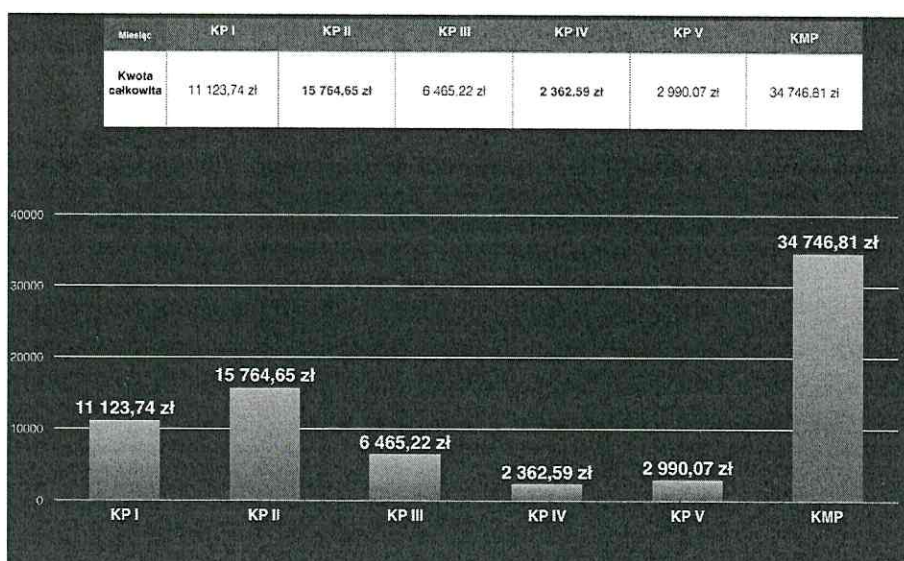 Miesiąc KP I KP II KP III KP IV KP V KMP
Kwota
całkowita 11 123,74 zł 15 764,65 zł 6 465,22 zł 2 362,59 zł 2 990,07 zł 34 746,81 zł
40000
34 746,81 zł
30000
20000
15 764,65 zł
11 123,74 zł
10000
6 465,22 zł
2 362,59 zł 2 990,07 zł
0
KP I KP II KP III KP IV KP V KMP